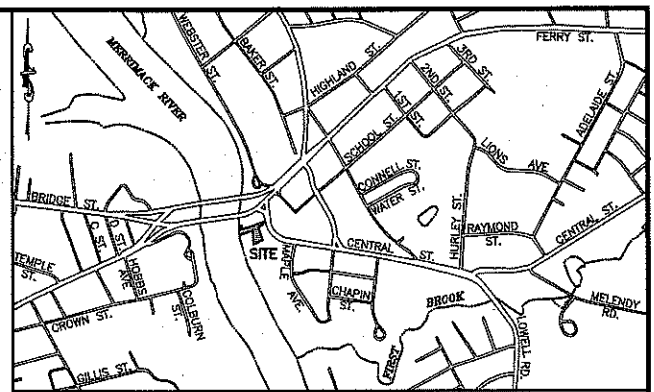 MERRIMACK RIVER
WEBSTER ST.
BAKER ST.
HIGHLAND ST.
FERRY ST.
3RD ST.
2ND ST.
1ST ST.
SCHOOL ST.
ADELAIDE ST.
LIONS AVE.
CONNELL ST.
WATER ST.
HURLEY ST.
RAYMOND ST.
CENTRAL ST.
BRIDGE ST.
C ST.
D ST.
HOBBS AVE.
TEMPLE ST.
COLBURN ST.
CROWN ST.
GILLIS ST.
SITE
MAPLE AVE.
CENTRAL ST.
CHAPIN ST.
FIRST BROOK
LOWELL RD.
MELENDY RD.